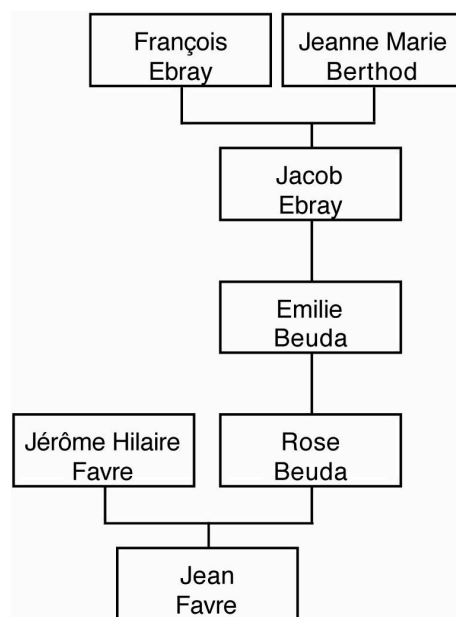 François
Ebray
Jeanne Marie
Berthod
Jacob
Ebray
Emilie
Beuda
Jérôme Hilaire
Favre
Rose
Beuda
Jean
Favre